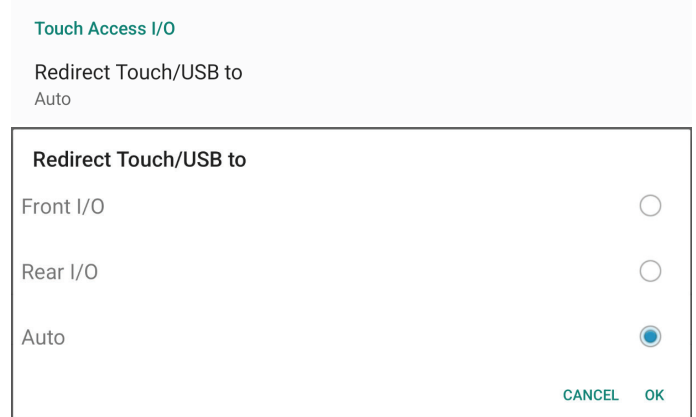 Touch Access I/O
Redirect Touch/USB to
Auto
Redirect Touch/USB to
Front I/O
Rear I/O
Auto
CANCEL OK